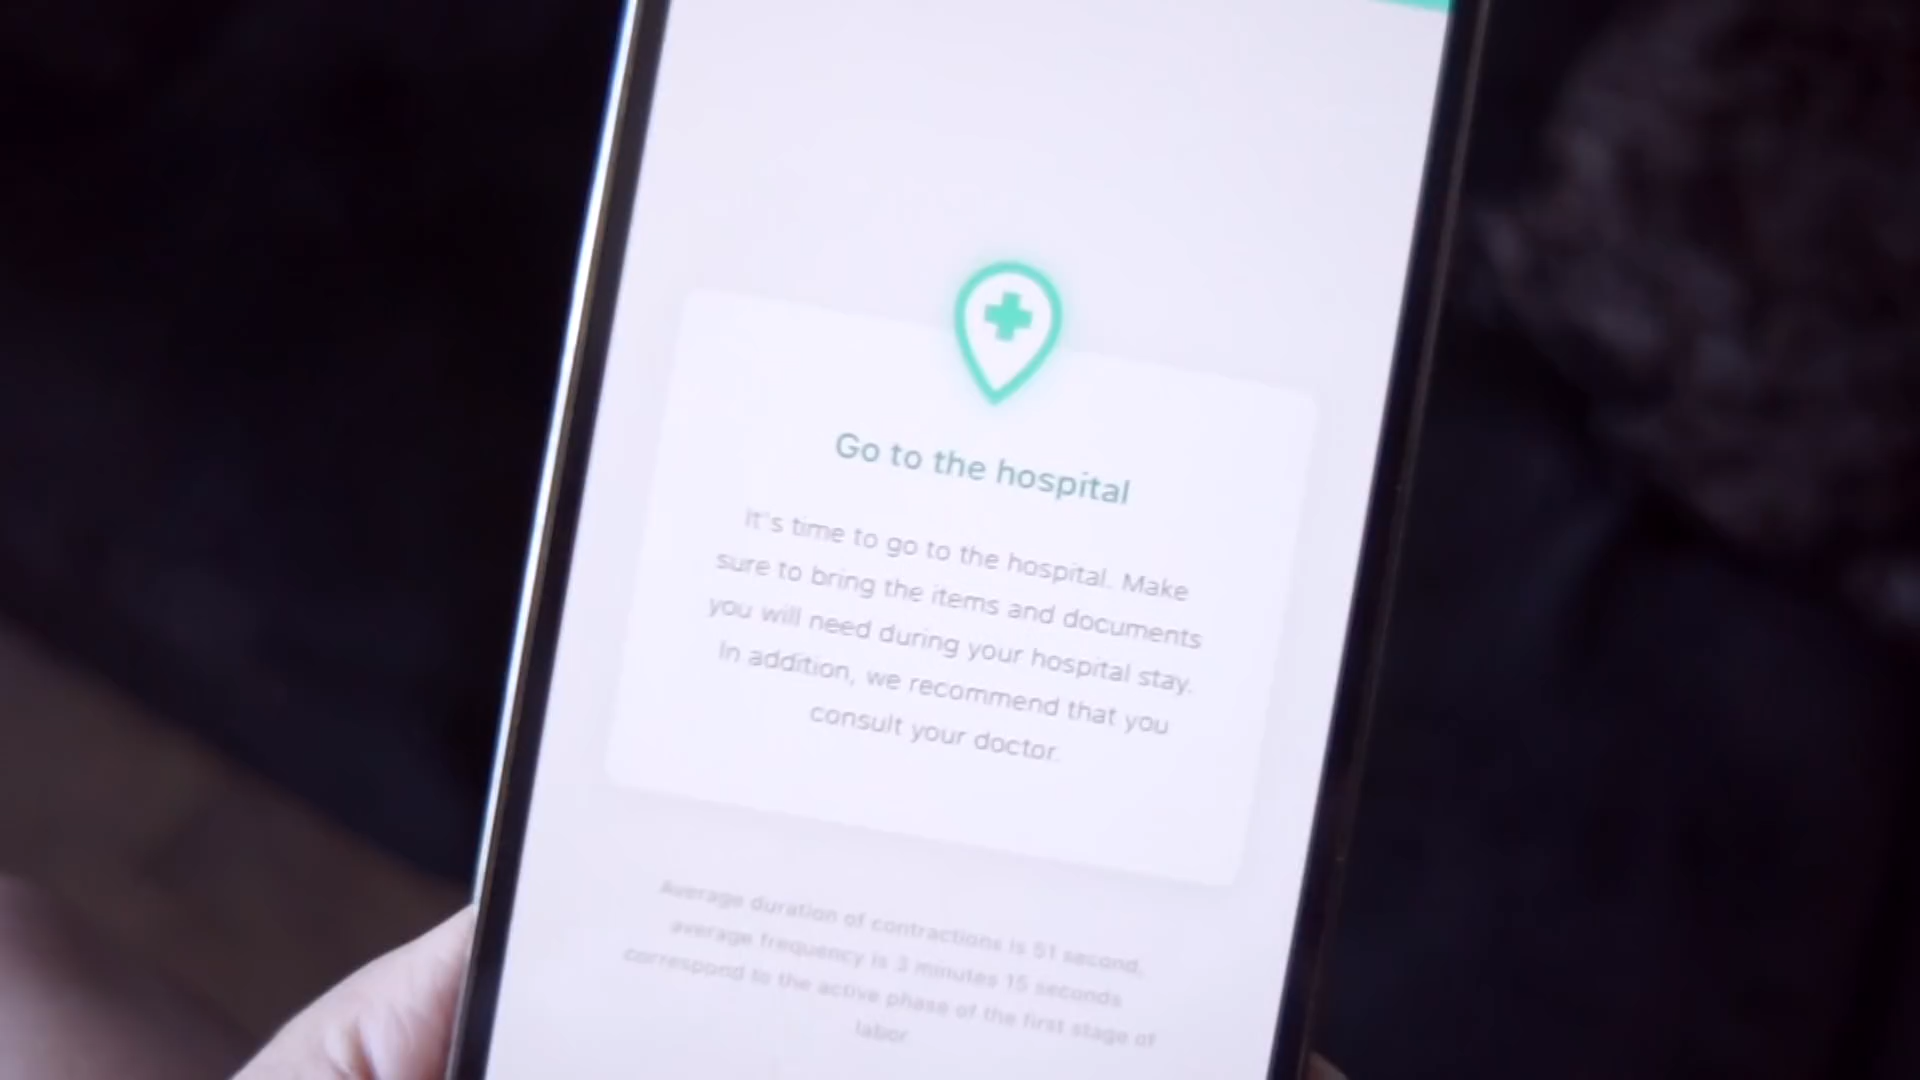 Go to the hospital
It's time to go to the hospital. Make
sure to bring the items and documents
you will need during your hospital stay.
In addition, we recommend that you
consult your doctor.
Average duration of contractions is 51 second,
average frequency is 3 minutes 15 seconds
correspond to the active phase of the first stage of
labor.